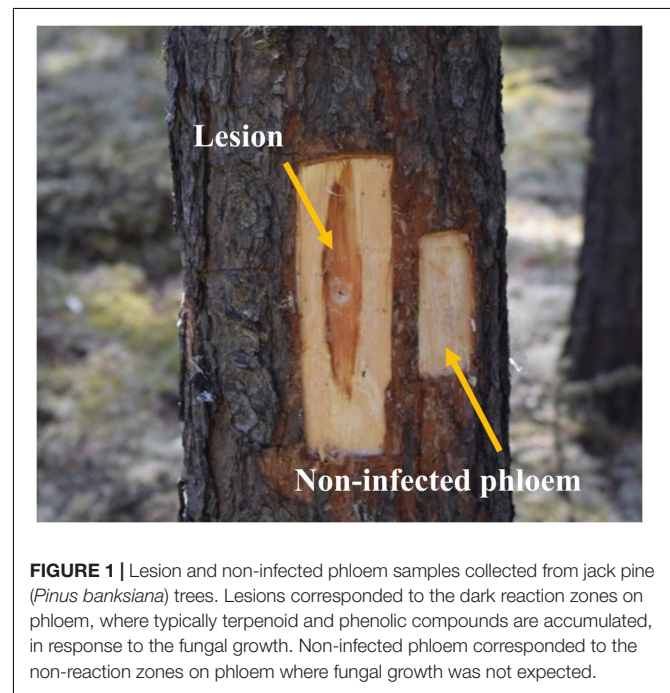 Lesion
Non-infected phloem
FIGURE 1 | Lesion and non-infected phloem samples collected from jack pine
(Pinus banksiana) trees. Lesions corresponded to the dark reaction zones on
phloem, where typically terpenoid and phenolic compounds are accumulated,
in response to the fungal growth. Non-infected phloem corresponded to the
non-reaction zones on phloem where fungal growth was not expected.